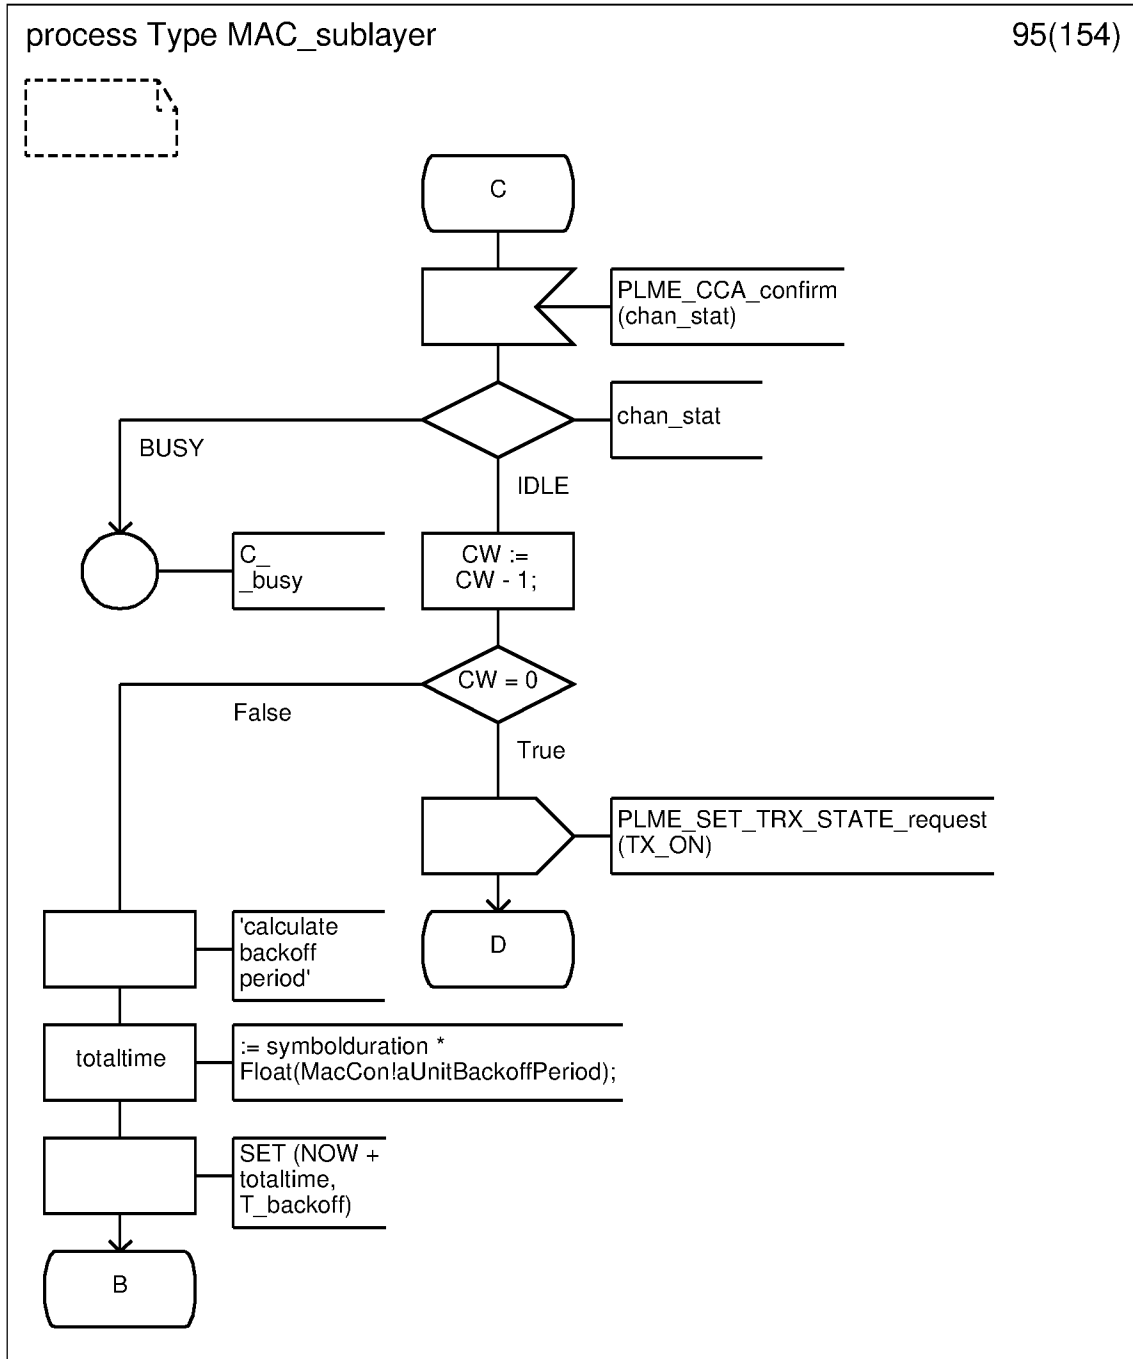 process Type MAC_sublayer
95(154)
C
PLME_CCA_confirm
(chan_stat)
chan_stat
BUSY
IDLE
C_
_busy
CW :=
CW - 1;
CW = 0
False
True
PLME_SET_TRX_STATE_request
(TX_ON)
'calculate
backoff
period'
D
totaltime
:= symbolduration *
Float(MacCon!aUnitBackoffPeriod);
SET (NOW +
totaltime,
T_backoff)
B